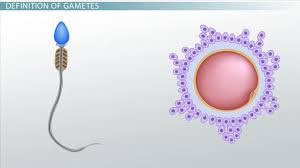 DEFINITION OF GAMETES